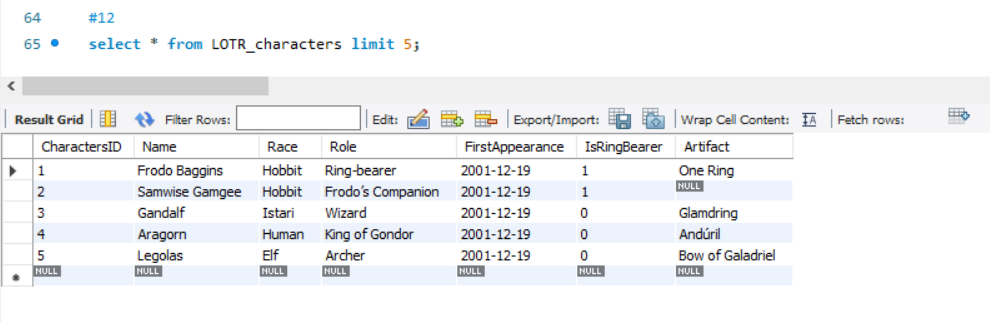 64 #12
65 select * from LOTR_characters limit 5;
Result Grid Filter Rows: Edit: Export/Import: Wrap Cell Content: Fetch rows:
CharactersID Name Race Role FirstAppearance IsRingBearer Artifact
1 Frodo Baggins Hobbit Ring-bearer 2001-12-19 1 One Ring
2 Samwise Gamgee Hobbit Frodo’s Companion 2001-12-19 1 NULL
3 Gandalf Istari Wizard 2001-12-19 0 Glamdring
4 Aragorn Human King of Gondor 2001-12-19 0 Andúril
5 Legolas Elf Archer 2001-12-19 0 Bow of Galadriel
NULL NULL NULL NULL NULL NULL NULL